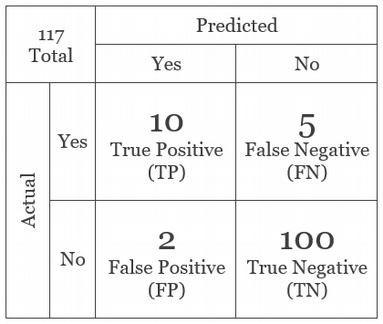 117
Total
Predicted
Yes
No
Actual
Yes
10
True Positive
(TP)
5
False Negative
(FN)
No
2
False Positive
(FP)
100
True Negative
(TN)